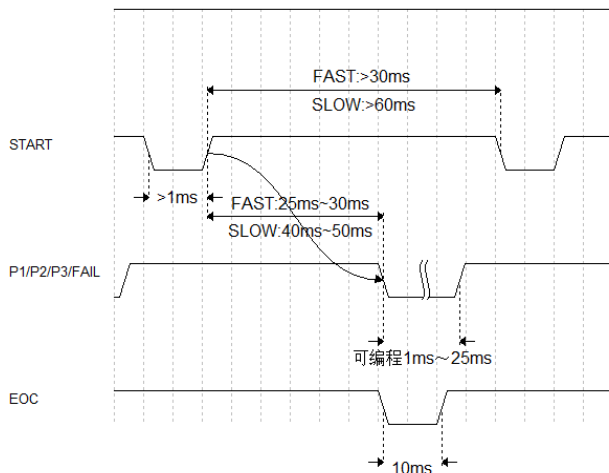 FAST:>30ms
SLOW:>60ms
START
>1ms
FAST:25ms~30ms
SLOW:40ms~50ms
P1/P2/P3/FAIL
可编程1ms～25ms
EOC
10ms